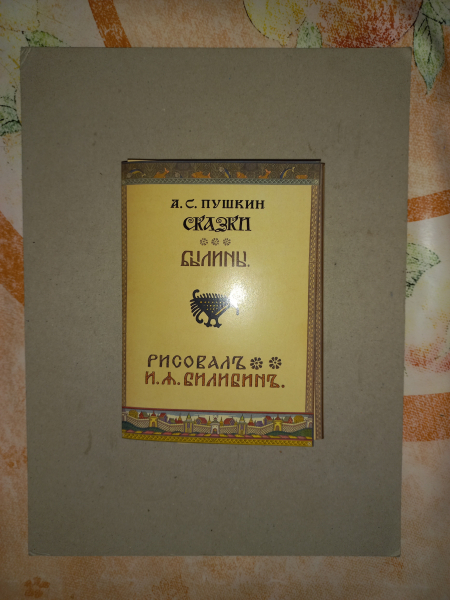 А. С. ПУШКИН
СКАЗКИ
БЫЛИНЫ.
РИСОВАЛЪ
И. Я. БИЛИБИНЪ.